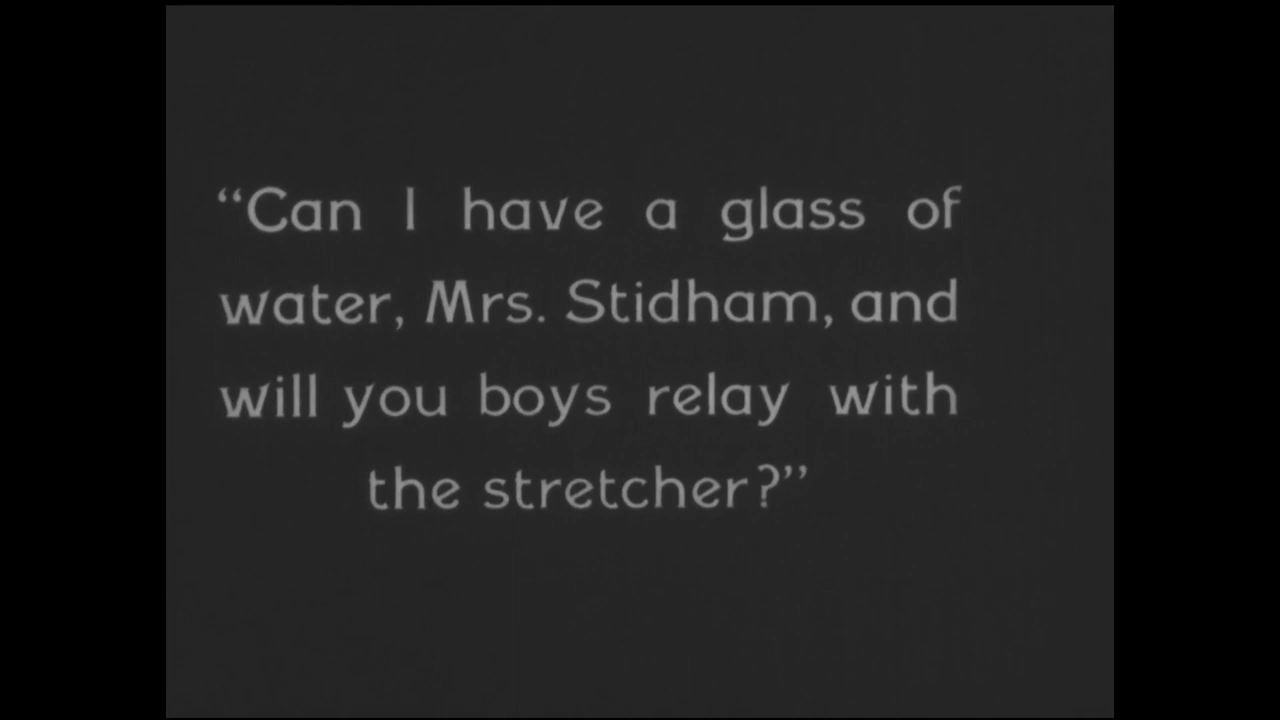 “Can I have a glass of
water, Mrs. Stidham, and
will you boys relay with
the stretcher?”